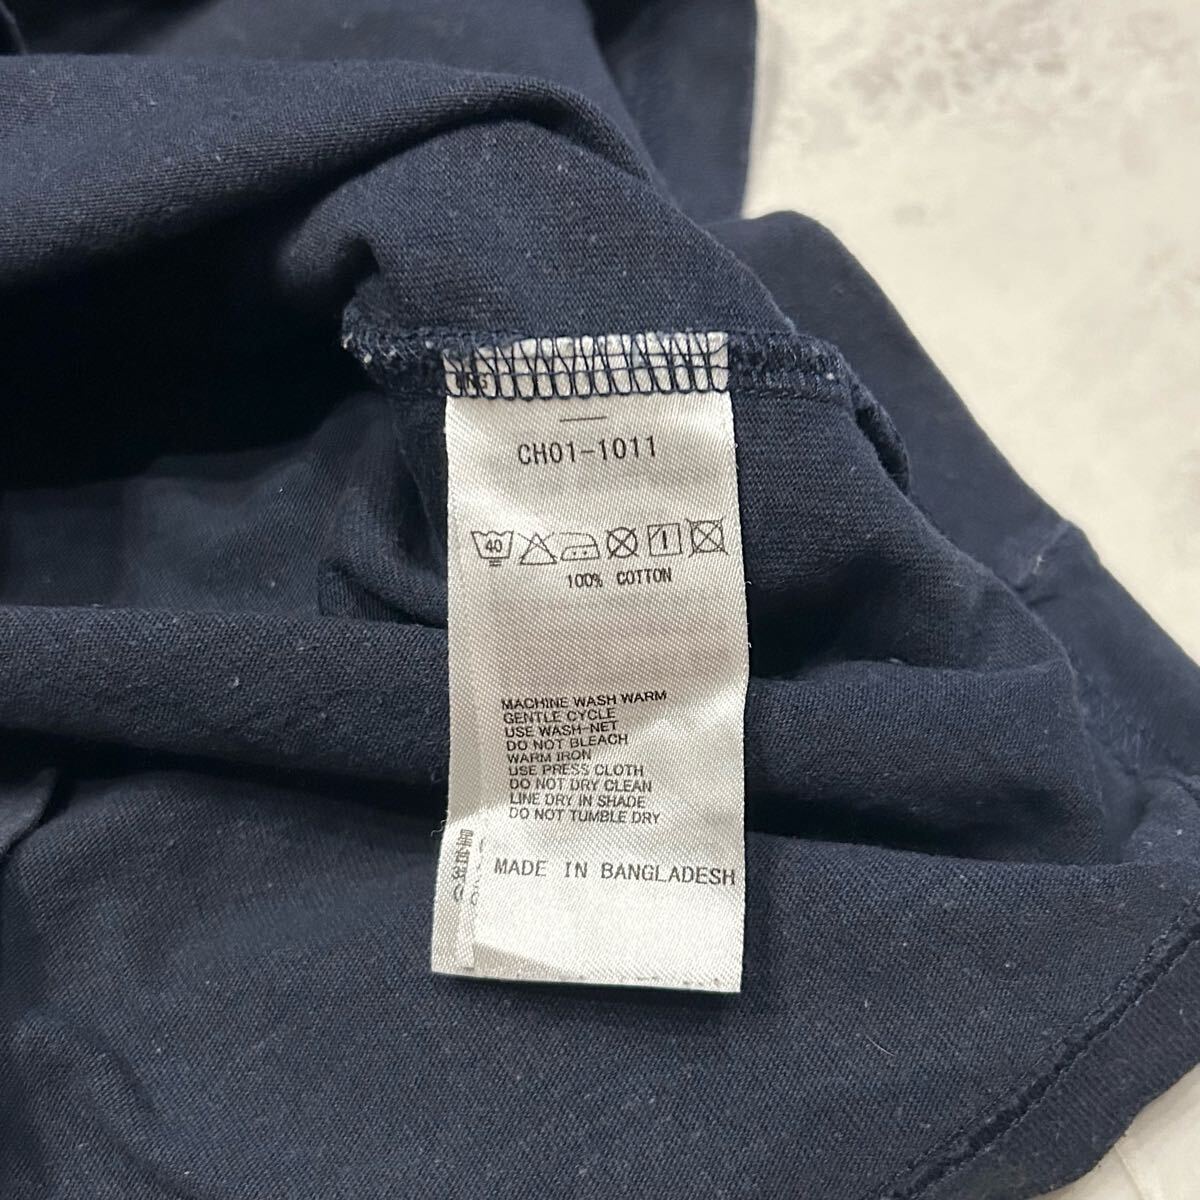 CH01-1011
40
100% COTTON
MACHINE WASH WARM
GENTLE CYCLE
USE WASH-NET
DO NOT BLEACH
WARM IRON
USE PRESS CLOTH
DO NOT DRY CLEAN
LINE DRY IN SHADE
DO NOT TUMBLE DRY
MADE IN BANGLADESH